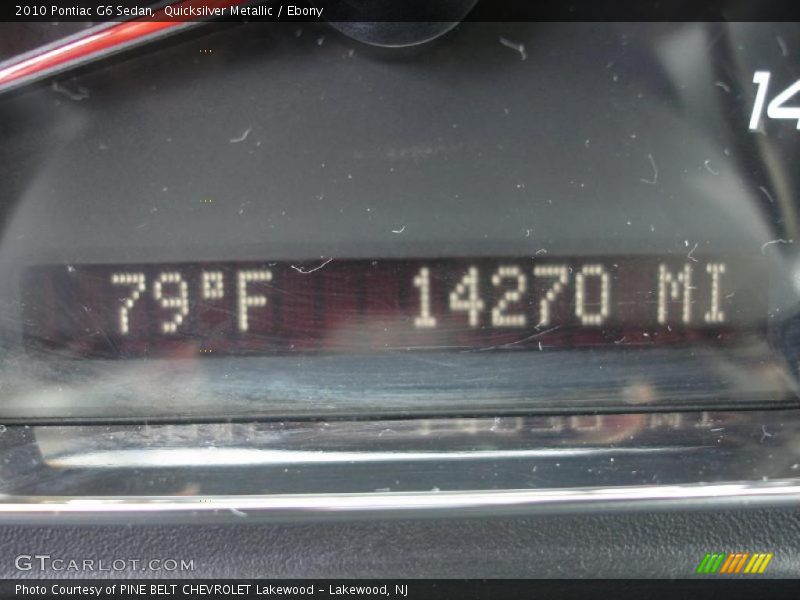 2010 Pontiac G6 Sedan, Quicksilver Metallic / Ebony
14
79°F 14270 MI
GTCARLOT.COM
Photo Courtesy of PINE BELT CHEVROLET Lakewood - Lakewood, NJ